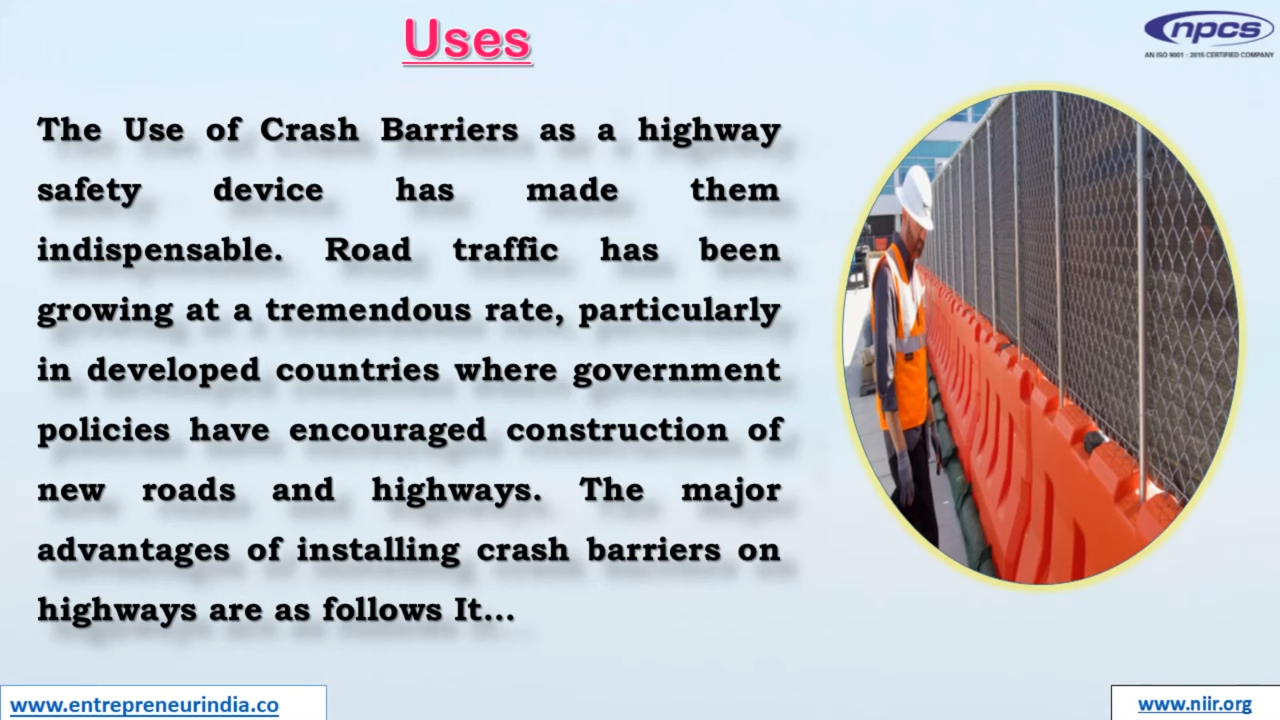 Uses
npcs
AN ISO 9001 : 2015 CERTIFIED COMPANY
The Use of Crash Barriers as a highway
safety device has made them
indispensable. Road traffic has been
growing at a tremendous rate, particularly
in developed countries where government
policies have encouraged construction of
new roads and highways. The major
advantages of installing crash barriers on
highways are as follows It...
www.entrepreneurindia.co
www.niir.org